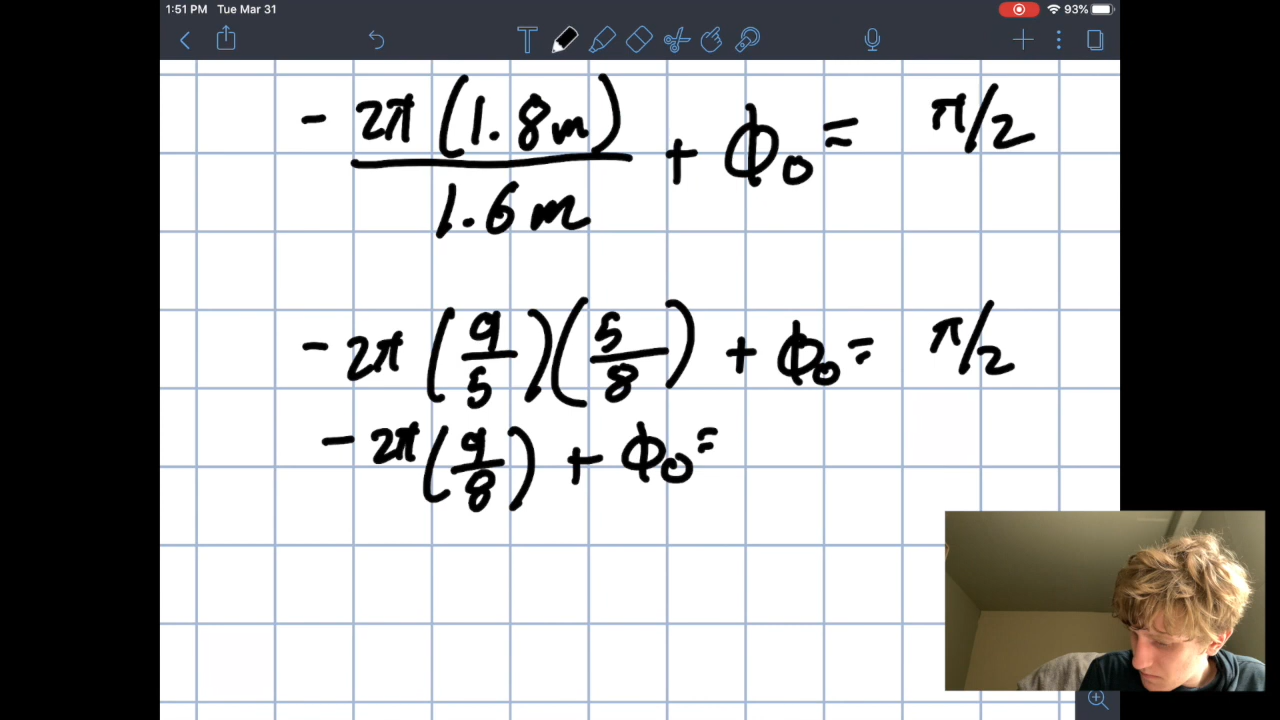 1:51 PM Tue Mar 31 93%
T
- 2π (1.8m) / 1.6m + ϕ₀ = π/2
- 2π (9/5)(5/8) + ϕ₀ = π/2
- 2π (9/8) + ϕ₀ =